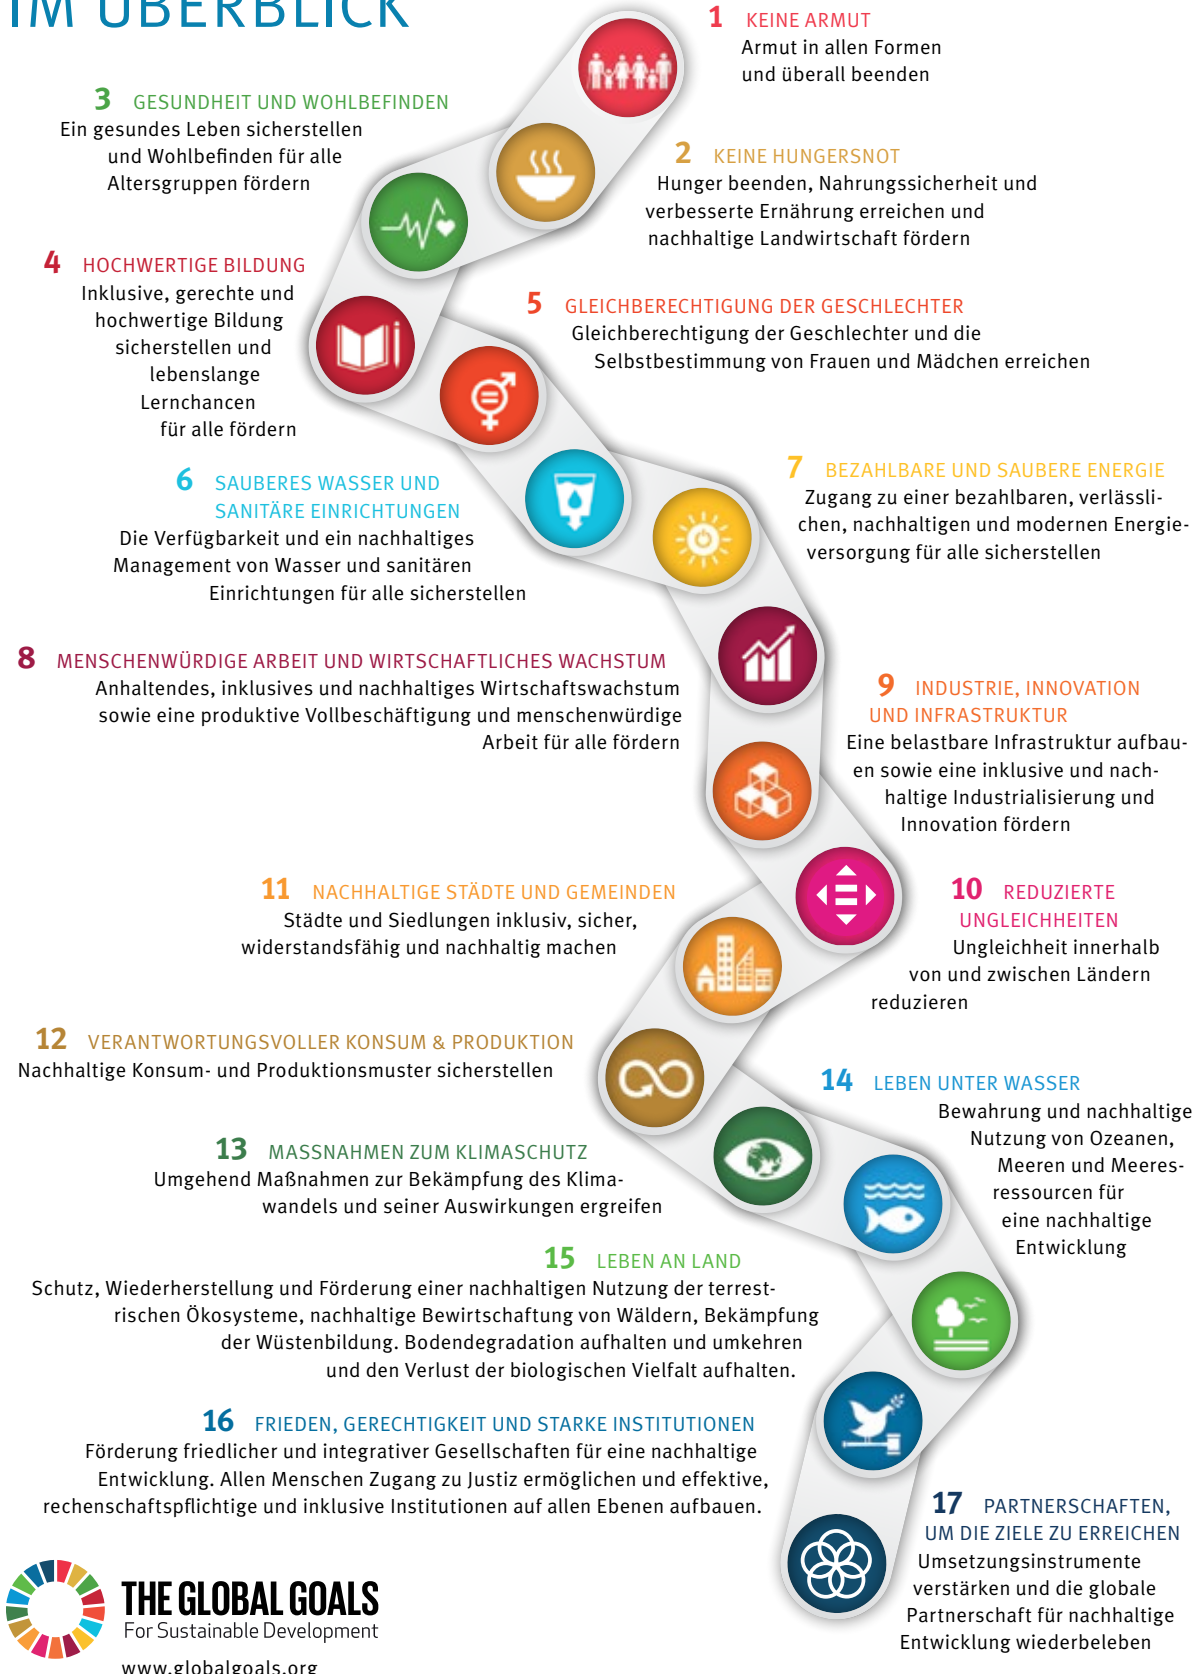 IM ÜBERBLICK
1 KEINE ARMUT
Armut in allen Formen
und überall beenden
2 KEINE HUNGERSNOT
Hunger beenden, Nahrungssicherheit und
verbesserte Ernährung erreichen und
nachhaltige Landwirtschaft fördern
3 GESUNDHEIT UND WOHLBEFINDEN
Ein gesundes Leben sicherstellen
und Wohlbefinden für alle
Altersgruppen fördern
4 HOCHWERTIGE BILDUNG
Inklusive, gerechte und
hochwertige Bildung
sicherstellen und
lebenslange
Lernchancen
für alle fördern
5 GLEICHBERECHTIGUNG DER GESCHLECHTER
Gleichberechtigung der Geschlechter und die
Selbstbestimmung von Frauen und Mädchen erreichen
6 SAUBERES WASSER UND
SANITÄRE EINRICHTUNGEN
Die Verfügbarkeit und ein nachhaltiges
Management von Wasser und sanitären
Einrichtungen für alle sicherstellen
7 BEZAHLBARE UND SAUBERE ENERGIE
Zugang zu einer bezahlbaren, verlässli-
chen, nachhaltigen und modernen Energie-
versorgung für alle sicherstellen
8 MENSCHENWÜRDIGE ARBEIT UND WIRTSCHAFTLICHES WACHSTUM
Anhaltendes, inklusives und nachhaltiges Wirtschaftswachstum
sowie eine produktive Vollbeschäftigung und menschenwürdige
Arbeit für alle fördern
9 INDUSTRIE, INNOVATION
UND INFRASTRUKTUR
Eine belastbare Infrastruktur aufbau-
en sowie eine inklusive und nach-
haltige Industrialisierung und
Innovation fördern
10 REDUZIERTE
UNGLEICHHEITEN
Ungleichheit innerhalb
von und zwischen Ländern
reduzieren
11 NACHHALTIGE STÄDTE UND GEMEINDEN
Städte und Siedlungen inklusiv, sicher,
widerstandsfähig und nachhaltig machen
12 VERANTWORTUNGSVOLLER KONSUM & PRODUKTION
Nachhaltige Konsum- und Produktionsmuster sicherstellen
13 MASSNAHMEN ZUM KLIMASCHUTZ
Umgehend Maßnahmen zur Bekämpfung des Klima-
wandels und seiner Auswirkungen ergreifen
14 LEBEN UNTER WASSER
Bewahrung und nachhaltige
Nutzung von Ozeanen,
Meeren und Meeres-
ressourcen für
eine nachhaltige
Entwicklung
15 LEBEN AN LAND
Schutz, Wiederherstellung und Förderung einer nachhaltigen Nutzung der terrest-
rischen Ökosysteme, nachhaltige Bewirtschaftung von Wäldern, Bekämpfung
der Wüstenbildung. Bodendegradation aufhalten und umkehren
und den Verlust der biologischen Vielfalt aufhalten.
16 FRIEDEN, GERECHTIGKEIT UND STARKE INSTITUTIONEN
Förderung friedlicher und integrativer Gesellschaften für eine nachhaltige
Entwicklung. Allen Menschen Zugang zu Justiz ermöglichen und effektive,
rechenschaftspflichtige und inklusive Institutionen auf allen Ebenen aufbauen.
17 PARTNERSCHAFTEN,
UM DIE ZIELE ZU ERREICHEN
Umsetzungsinstrumente
verstärken und die globale
Partnerschaft für nachhaltige
Entwicklung wiederbeleben
THE GLOBAL GOALS
For Sustainable Development
www.globalgoals.org